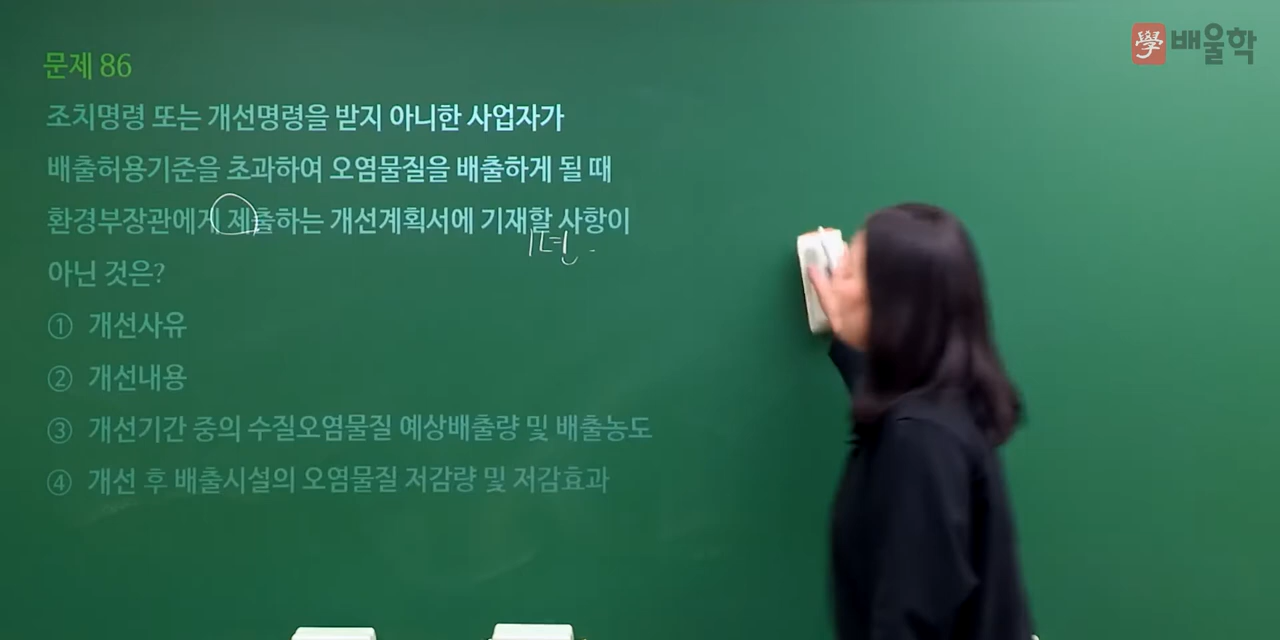 學 배울학
문제 86
조치명령 또는 개선명령을 받지 아니한 사업자가
배출허용기준을 초과하여 오염물질을 배출하게 될 때
환경부장관에게 제출하는 개선계획서에 기재할 사항이
1년
아닌 것은?
① 개선사유
② 개선내용
③ 개선기간 중의 수질오염물질 예상배출량 및 배출농도
④ 개선 후 배출시설의 오염물질 저감량 및 저감효과